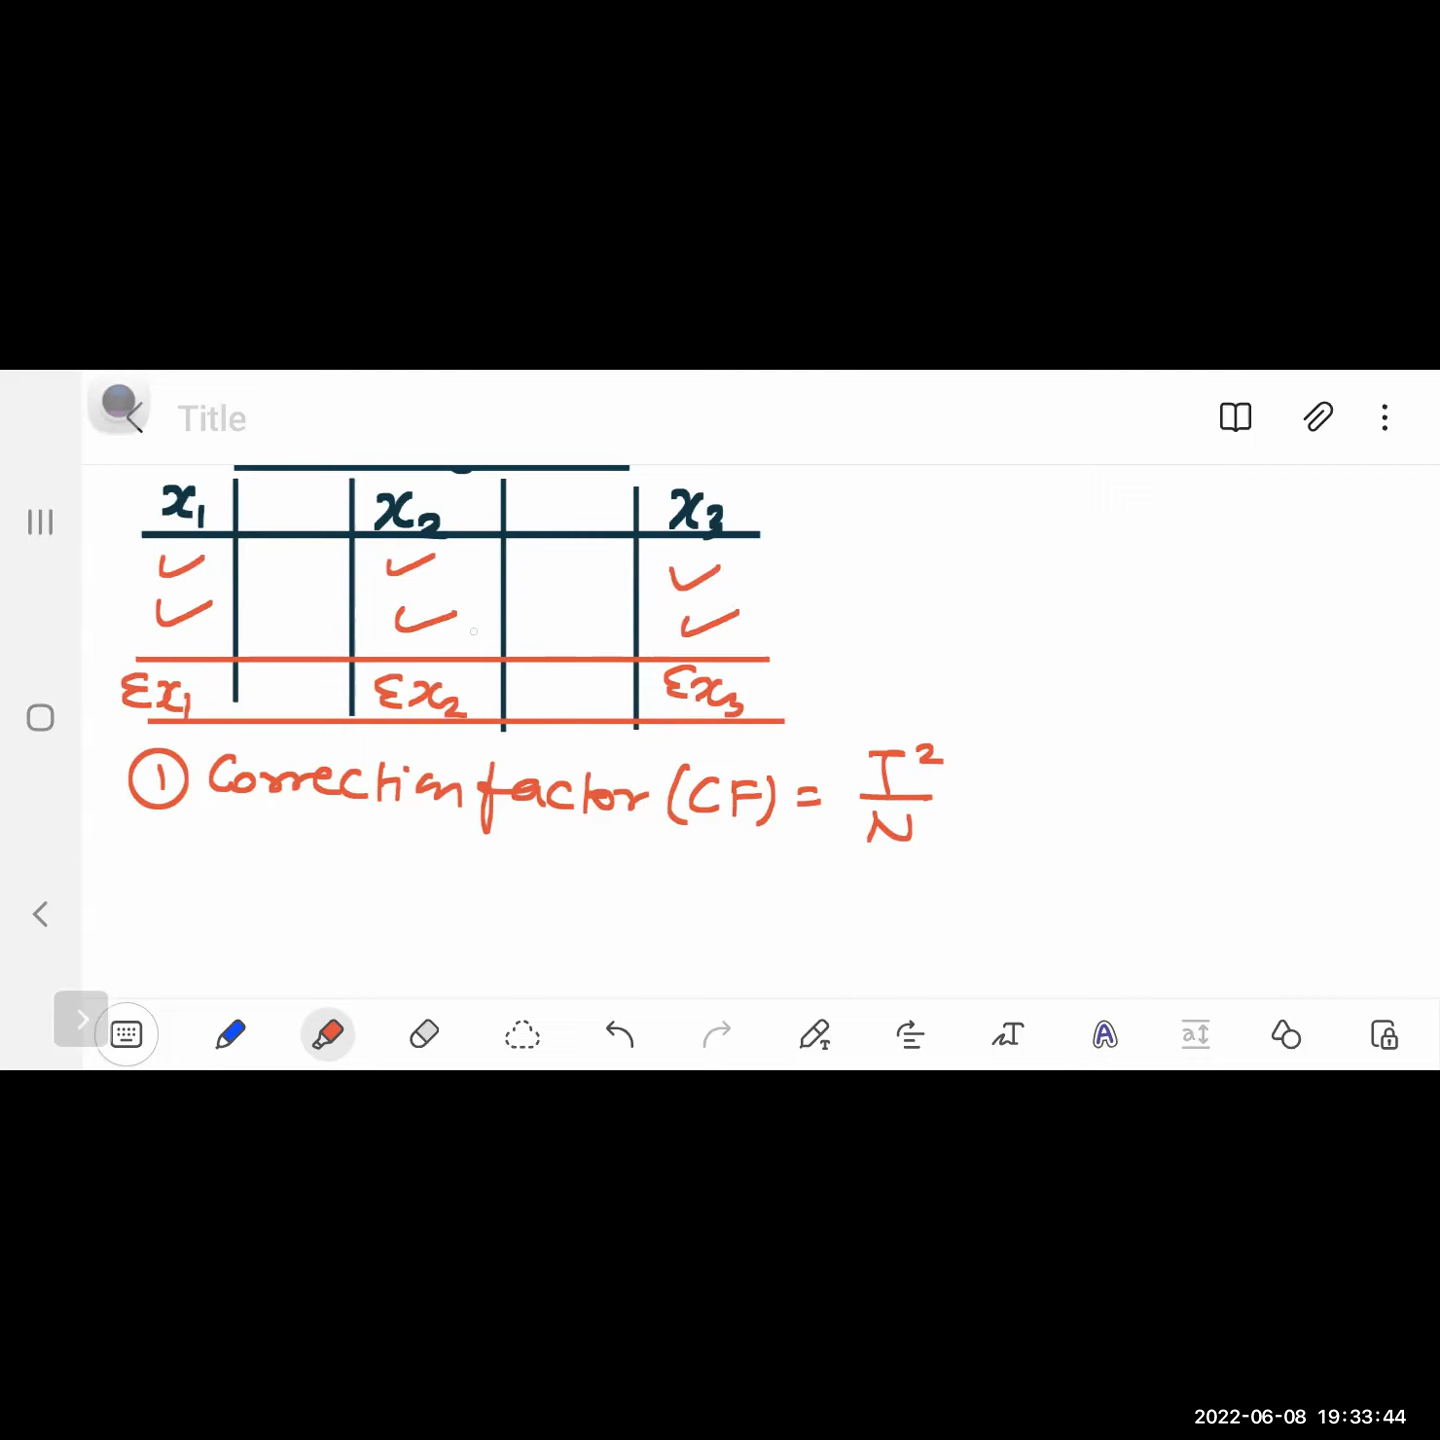 Title
x₁ x₂ x₃
Σx₁ Σx₂ Σx₃
① Correction factor (CF) = T²/N
2022-06-08 19:33:44